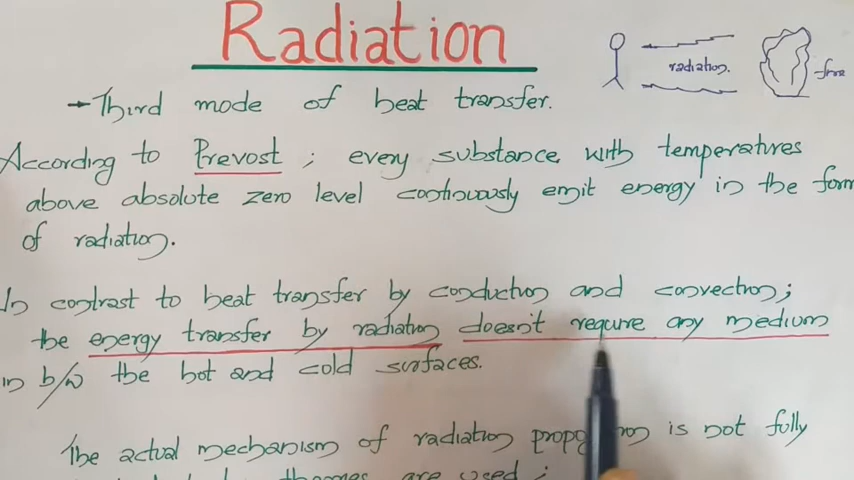 Radiation
radiation.
fire
→ Third mode of heat transfer.
According to Prevost ; every substance with temperatures
above absolute zero level continuously emit energy in the form
of radiation.
In contrast to heat transfer by conduction and convection;
the energy transfer by radiation doesn't require any medium
in b/w the hot and cold surfaces.
The actual mechanism of radiation is not fully
are used ;